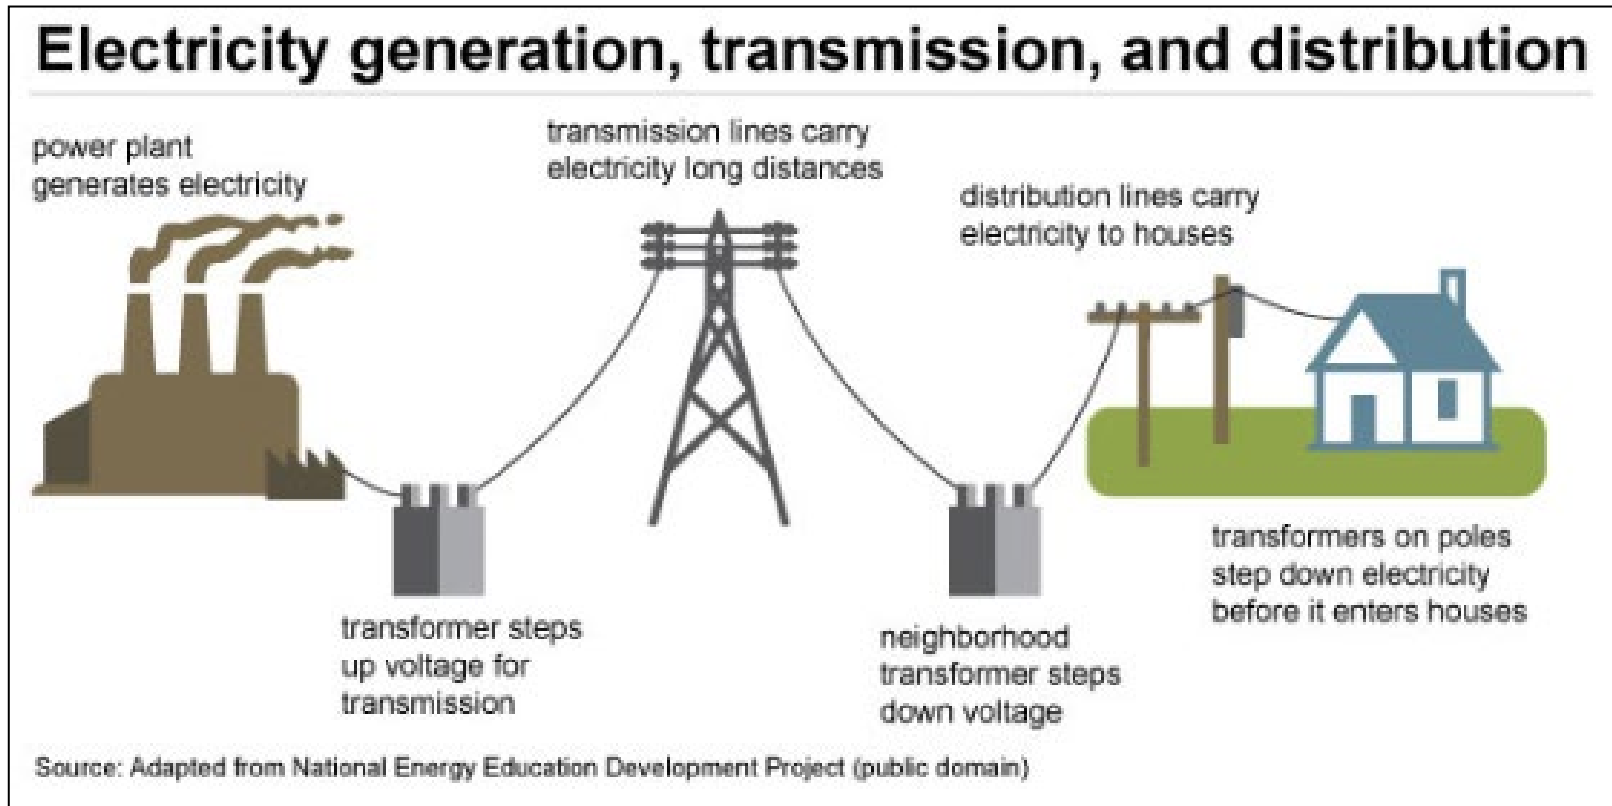 Electricity generation, transmission, and distribution
power plant
generates electricity
transmission lines carry
electricity long distances
distribution lines carry
electricity to houses
transformer steps
up voltage for
transmission
neighborhood
transformer steps
down voltage
transformers on poles
step down electricity
before it enters houses
Source: Adapted from National Energy Education Development Project (public domain)